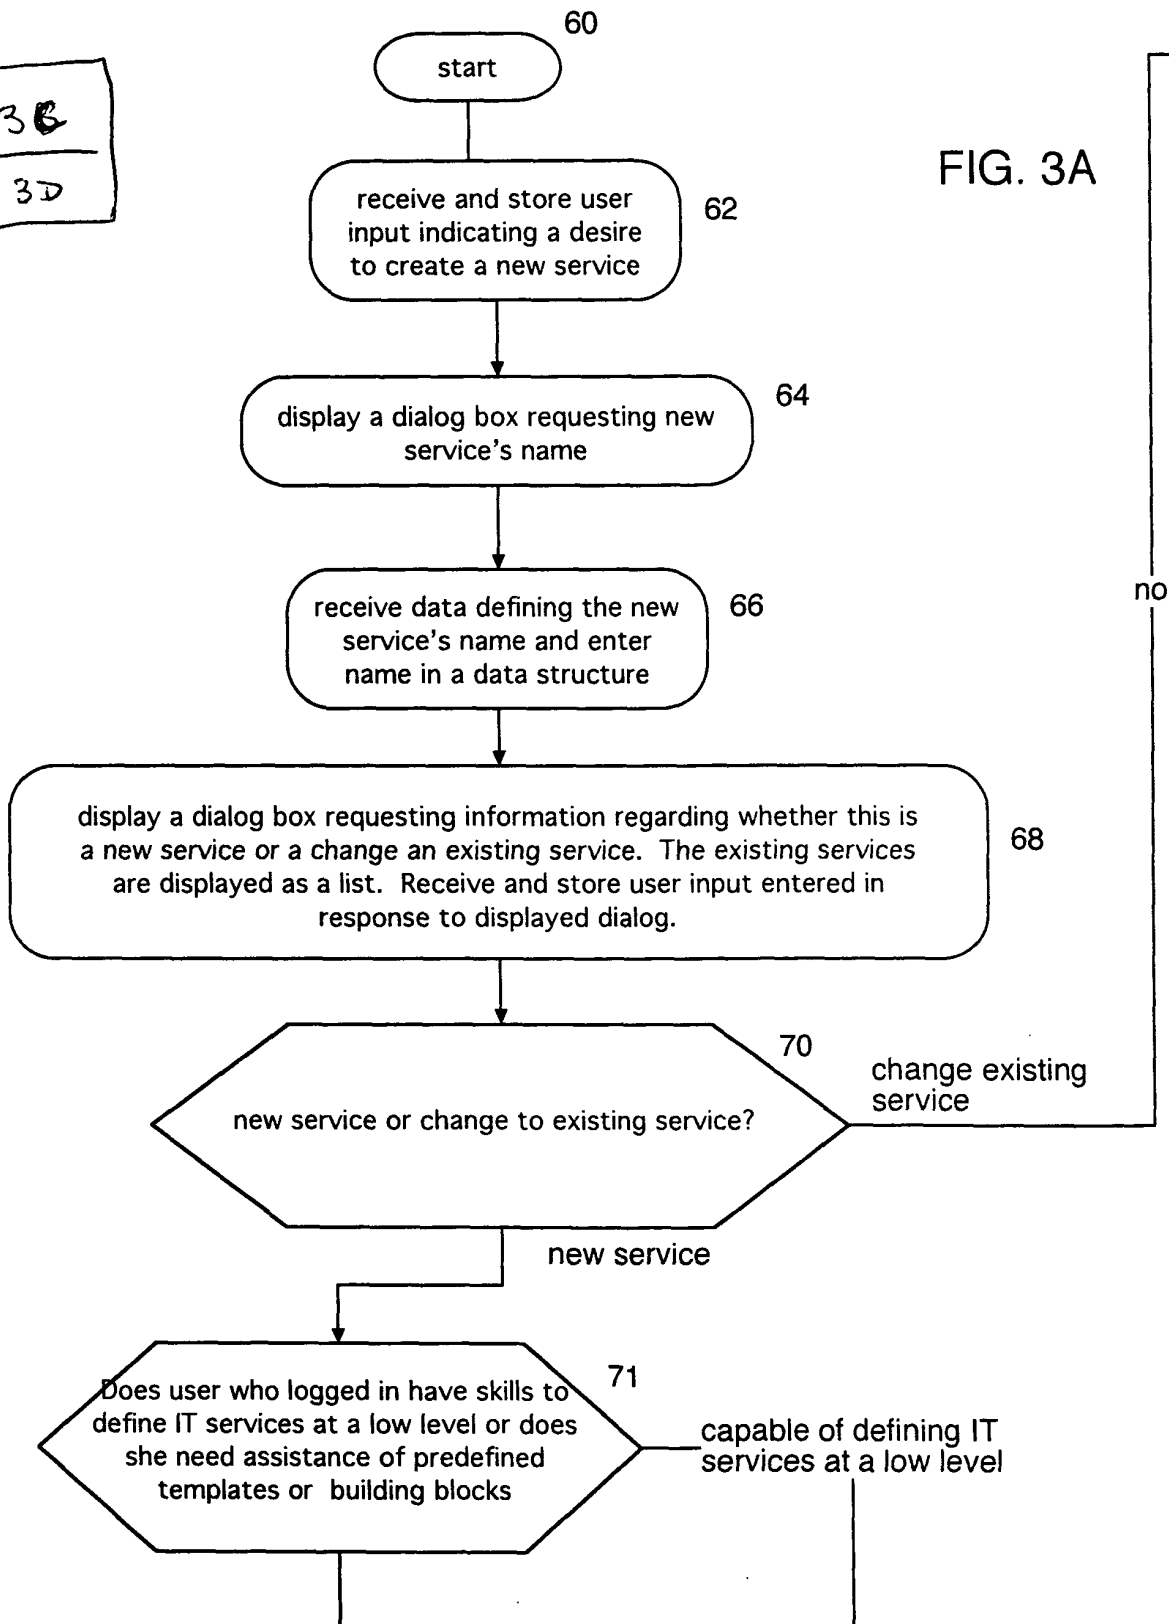 60
start
3B
3D
FIG. 3A
receive and store user
input indicating a desire
to create a new service
62
display a dialog box requesting new
service's name
64
receive data defining the new
service's name and enter
name in a data structure
66
no
display a dialog box requesting information regarding whether this is
a new service or a change an existing service. The existing services
are displayed as a list. Receive and store user input entered in
response to displayed dialog.
68
new service or change to existing service?
70
change existing
service
new service
Does user who logged in have skills to
define IT services at a low level or does
she need assistance of predefined
templates or building blocks
71
capable of defining IT
services at a low level